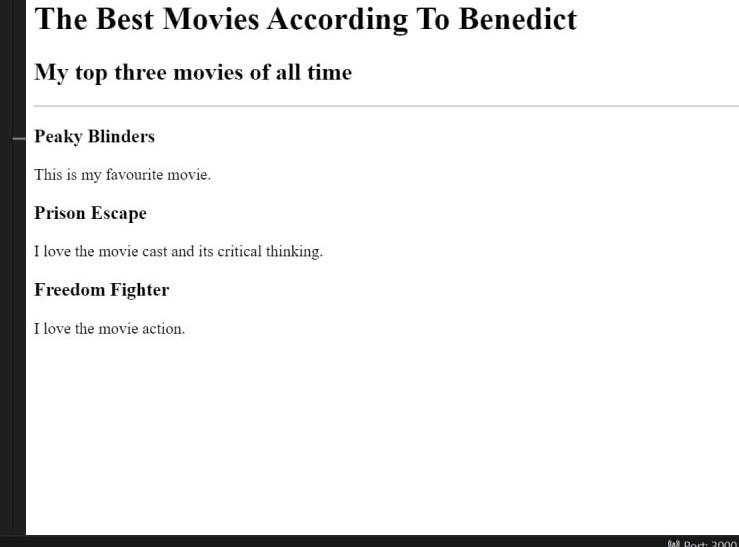 The Best Movies According To Benedict
My top three movies of all time
Peaky Blinders
This is my favourite movie.
Prison Escape
I love the movie cast and its critical thinking.
Freedom Fighter
I love the movie action.
Port: 3000